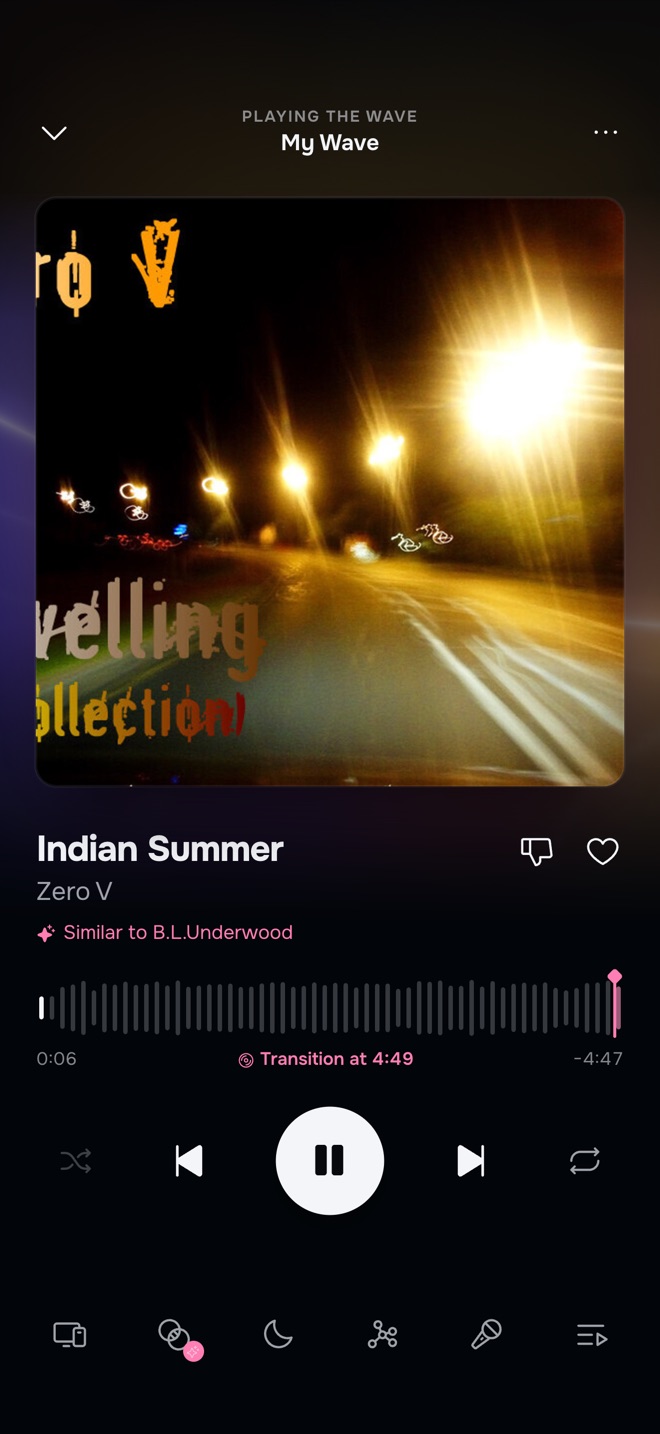 PLAYING THE WAVE
My Wave
ro V
velling
ollection)
Indian Summer
Zero V
Similar to B.L.Underwood
0:06
Transition at 4:49
-4:47